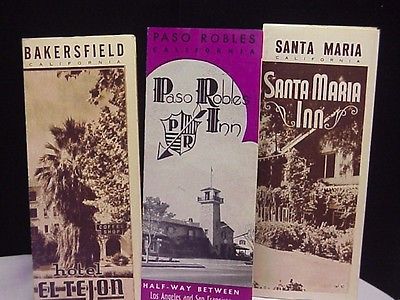 BAKERSFIELD
CALIFORNIA
COFFEE
SHOP
hotel
EL TEJON
PASO ROBLES
CALIFORNIA
Paso Robles
Inn
PR
HALF-WAY BETWEEN
Los Angeles and San Francisco
SANTA MARIA
CALIFORNIA
SANTA MARIA
Inn